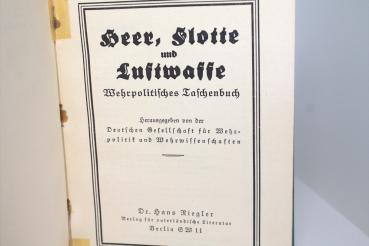 Heer, Flotte
und
Luftwaffe
Wehrpolitisches Taschenbuch
Herausgegeben von der
Deutschen Gesellschaft für Wehr-
politik und Wehrwissenschaften
Dr. Hans Riegler
Verlag für vaterländische Literatur
Berlin SW 11